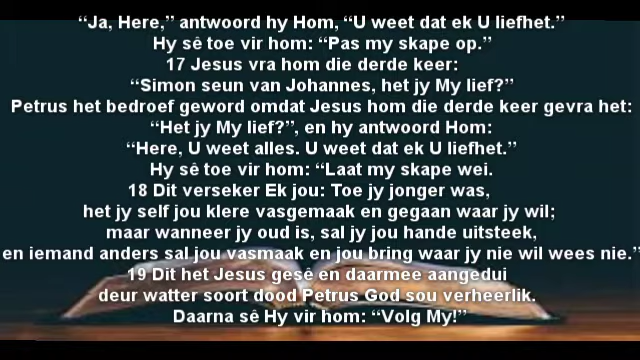 “Ja, Here,” antwoord hy Hom, “U weet dat ek U liefhet.”
Hy sê toe vir hom: “Pas my skape op.”
17 Jesus vra hom die derde keer:
“Simon seun van Johannes, het jy My lief?”
Petrus het bedroef geword omdat Jesus hom die derde keer gevra het:
“Het jy My lief?”, en hy antwoord Hom:
“Here, U weet alles. U weet dat ek U liefhet.”
Hy sê toe vir hom: “Laat my skape wei.
18 Dit verseker Ek jou: Toe jy jonger was,
het jy self jou klere vasgemaak en gegaan waar jy wil;
maar wanneer jy oud is, sal jy jou hande uitsteek,
en iemand anders sal jou vasmaak en jou bring waar jy nie wil wees nie.”
19 Dit het Jesus gesê en daarmee aangedui
deur watter soort dood Petrus God sou verheerlik.
Daarna sê Hy vir hom: “Volg My!”